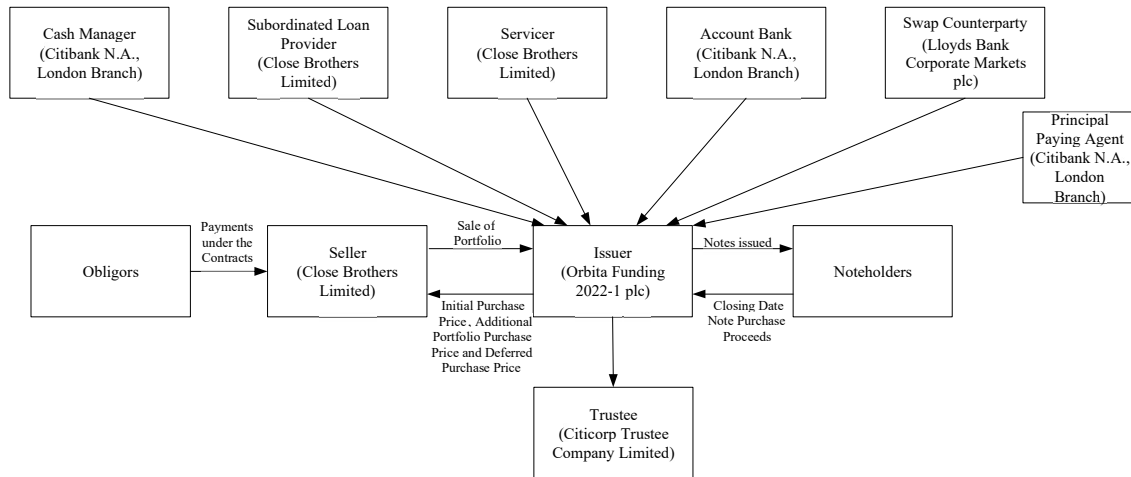 Cash Manager
(Citibank N.A.,
London Branch)
Subordinated Loan
Provider
(Close Brothers
Limited)
Servicer
(Close Brothers
Limited)
Account Bank
(Citibank N.A.,
London Branch)
Swap Counterparty
(Lloyds Bank
Corporate Markets
plc)
Principal
Paying Agent
(Citibank N.A.,
London
Branch)
Obligors
Payments
under the
Contracts
Seller
(Close Brothers
Limited)
Sale of
Portfolio
Initial Purchase
Price, Additional
Portfolio Purchase
Price and Deferred
Purchase Price
Issuer
(Orbita Funding
2022-1 plc)
Notes issued
Closing Date
Note Purchase
Proceeds
Noteholders
Trustee
(Citicorp Trustee
Company Limited)